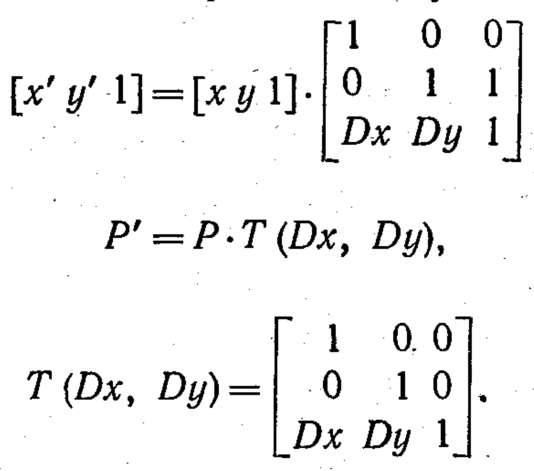 [x′ y′ 1]=[x y 1]·[1 0 0
0 1 1
Dx Dy 1]
P′=P·T (Dx, Dy),
T (Dx, Dy)=[1 0 0
0 1 0
Dx Dy 1].